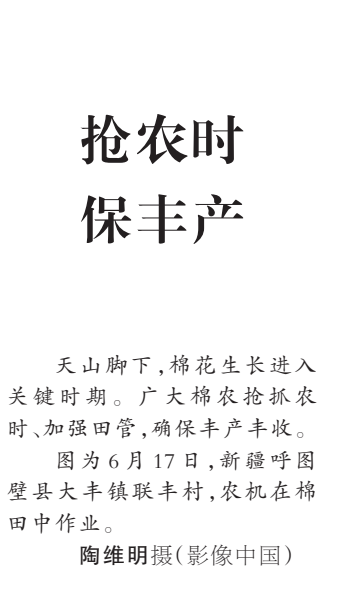 抢农时
保丰产
天山脚下，棉花生长进入
关键时期。广大棉农抢抓农
时、加强田管，确保丰产丰收。
图为6月17日，新疆呼图
壁县大丰镇联丰村，农机在棉
田中作业。
陶维明摄（影像中国）